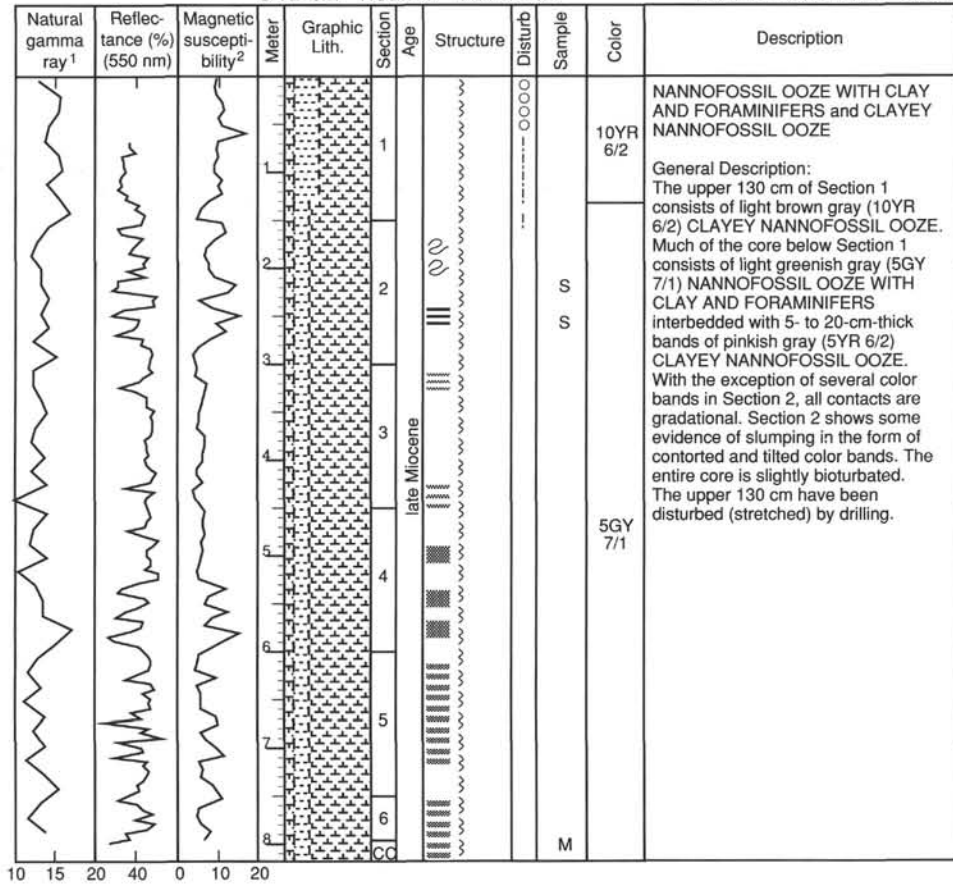 Natural gamma ray1
Reflec- tance (%) (550 nm)
Magnetic suscepti- bility2
Meter
Graphic Lith.
Section
Age
Structure
Disturb
Sample
Color
Description
1
2
3
4
5
6
7
8
1
2
3
4
5
6
CC
late Miocene
S
S
M
10YR
6/2
5GY
7/1
NANNOFOSSIL OOZE WITH CLAY
AND FORAMINIFERS and CLAYEY
NANNOFOSSIL OOZE
General Description:
The upper 130 cm of Section 1
consists of light brown gray (10YR
6/2) CLAYEY NANNOFOSSIL OOZE.
Much of the core below Section 1
consists of light greenish gray (5GY
7/1) NANNOFOSSIL OOZE WITH
CLAY AND FORAMINIFERS
interbedded with 5- to 20-cm-thick
bands of pinkish gray (5YR 6/2)
CLAYEY NANNOFOSSIL OOZE.
With the exception of several color
bands in Section 2, all contacts are
gradational. Section 2 shows some
evidence of slumping in the form of
contorted and tilted color bands. The
entire core is slightly bioturbated.
The upper 130 cm have been
disturbed (stretched) by drilling.
10 15 20 40 0 20